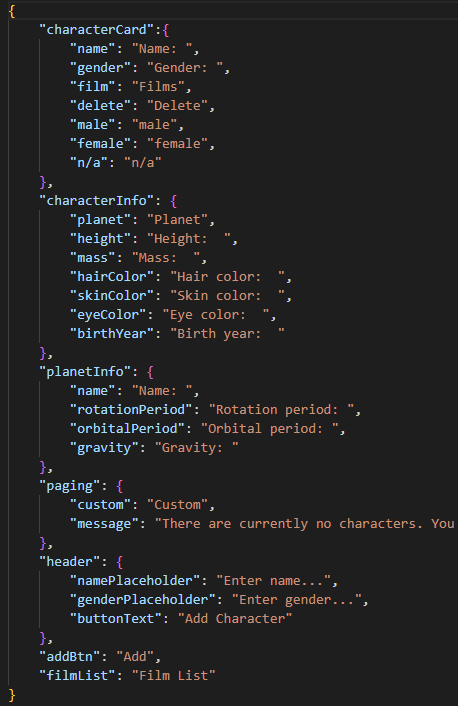 {
    "characterCard":{
        "name": "Name: ",
        "gender": "Gender: ",
        "film": "Films",
        "delete": "Delete",
        "male": "male",
        "female": "female",
        "n/a": "n/a"
    },
    "characterInfo": {
        "planet": "Planet",
        "height": "Height:  ",
        "mass": "Mass:  ",
        "hairColor": "Hair color:  ",
        "skinColor": "Skin color:  ",
        "eyeColor": "Eye color:  ",
        "birthYear": "Birth year:  "
    },
    "planetInfo": {
        "name": "Name: ",
        "rotationPeriod": "Rotation period: ",
        "orbitalPeriod": "Orbital period: ",
        "gravity": "Gravity: "
    },
    "paging": {
        "custom": "Custom",
        "message": "There are currently no characters. You
    },
    "header": {
        "namePlaceholder": "Enter name...",
        "genderPlaceholder": "Enter gender...",
        "buttonText": "Add Character"
    },
    "addBtn": "Add",
    "filmList": "Film List"
}